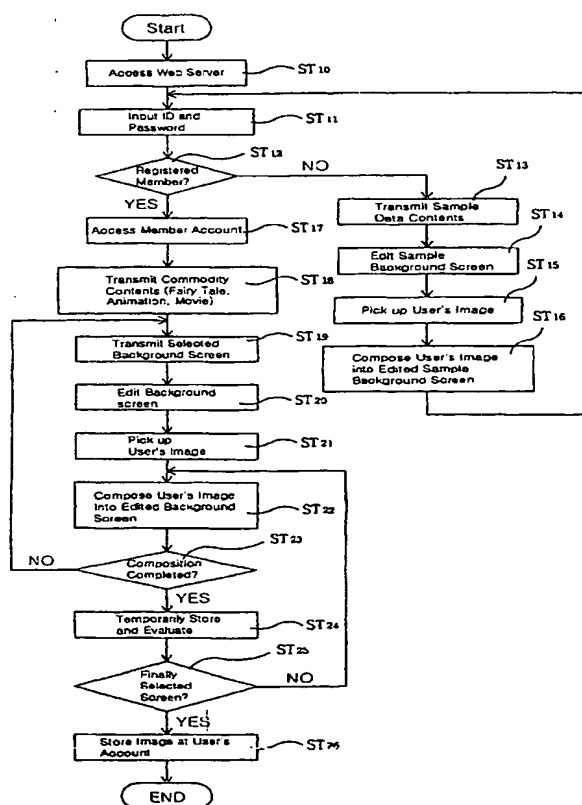 Start
Access Web Server
ST10
Input ID and
Password
ST11
ST12
Registered
Member?
NO
YES
Transmit Sample
Data Contents
ST13
Access Member Account
ST17
Edit Sample
Background Screen
ST14
Transmit Commodity
Contents (Fairy Tale,
Animation, Movie)
ST18
Pick up User's Image
ST15
Transmit Selected
Background Screen
ST19
Compose User's Image
into Edited Sample
Background Screen
ST16
Edit Background
screen
ST20
Pick up
User's Image
ST21
Compose User's Image
Into Edited Background
Screen
ST22
ST23
Composition
Completed?
NO
YES
Temporarily Store
and Evaluate
ST24
ST25
Finally
Selected
Screen?
NO
YES
Store Image at User's
Account
ST26
END